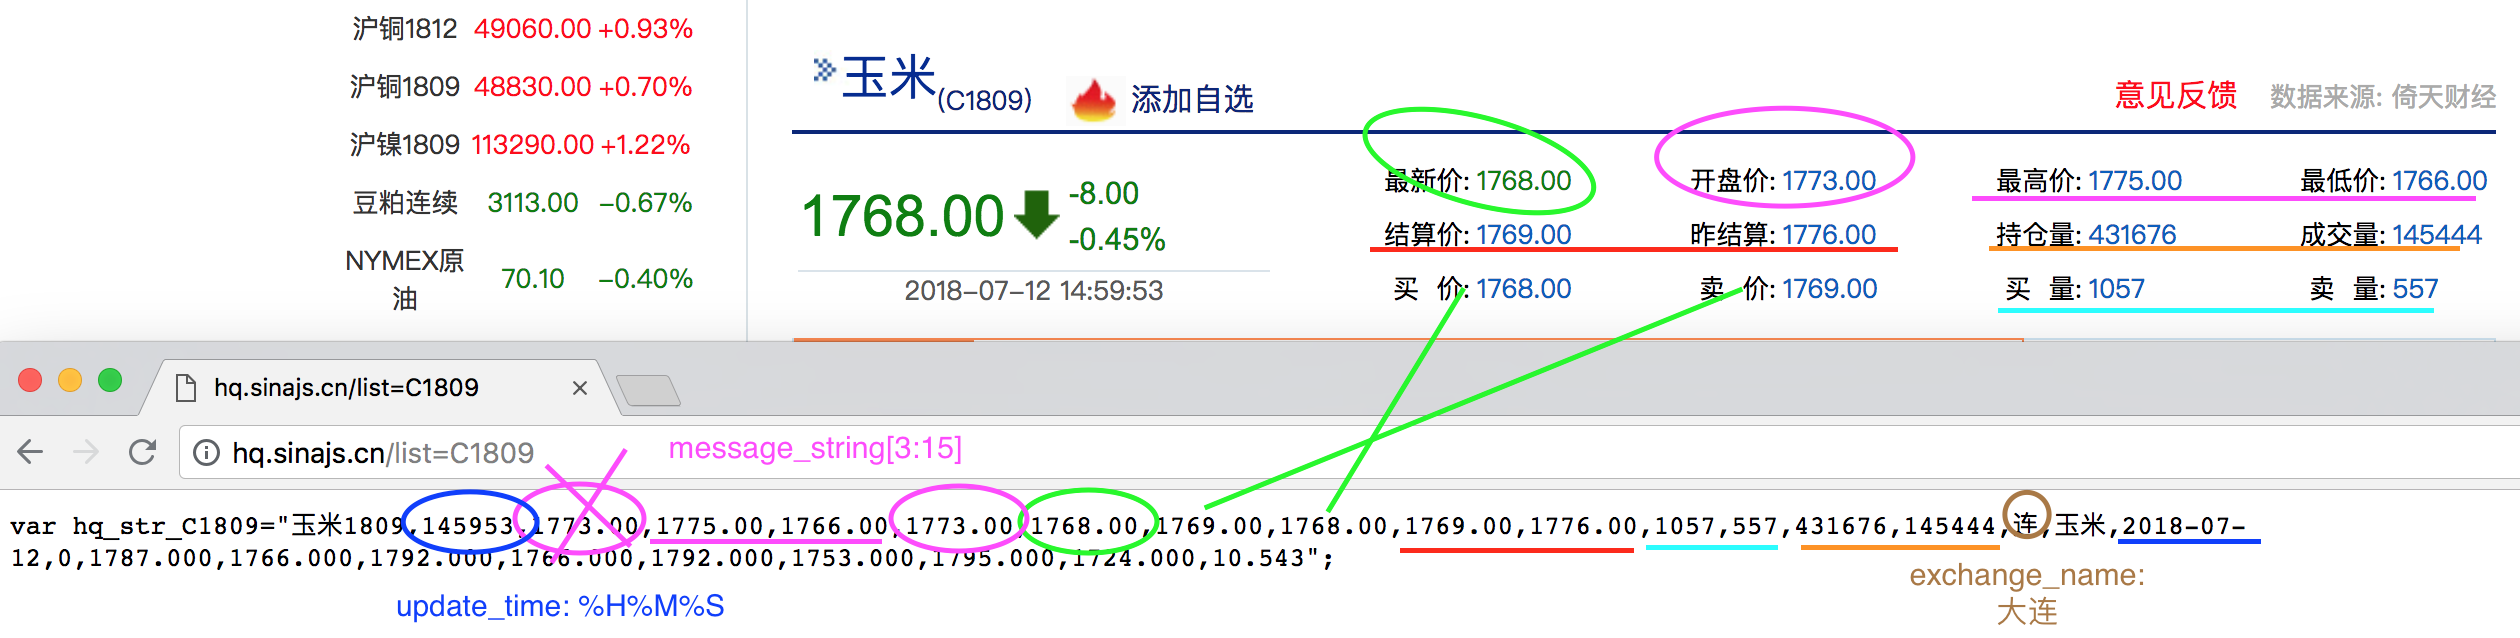 沪铜1812 49060.00 +0.93%
沪铜1809 48830.00 +0.70%
沪镍1809 113290.00 +1.22%
豆粕连续 3113.00 -0.67%
NYMEX原油 70.10 -0.40%
玉米(C1809) 添加自选
意见反馈 数据来源: 倚天财经
1768.00 -8.00
-0.45%
2018-07-12 14:59:53
最新价: 1768.00 开盘价: 1773.00 最高价: 1775.00 最低价: 1766.00
结算价: 1769.00 昨结算: 1776.00 持仓量: 431676 成交量: 145444
买 价: 1768.00 卖 价: 1769.00 买 量: 1057 卖 量: 557
hq.sinajs.cn/list=C1809
hq.sinajs.cn/list=C1809
message_string[3:15]
var hq_str_C1809="玉米1809,145953,1773.00,1775.00,1766.00,1773.00,1768.00,1769.00,1768.00,1769.00,1776.00,1057,557,431676,145444,连,玉米,2018-07-
12,0,1787.000,1766.000,1792.000,1766.000,1792.000,1753.000,1795.000,1724.000,10.543";
update_time: %H%M%S
exchange_name:
大连